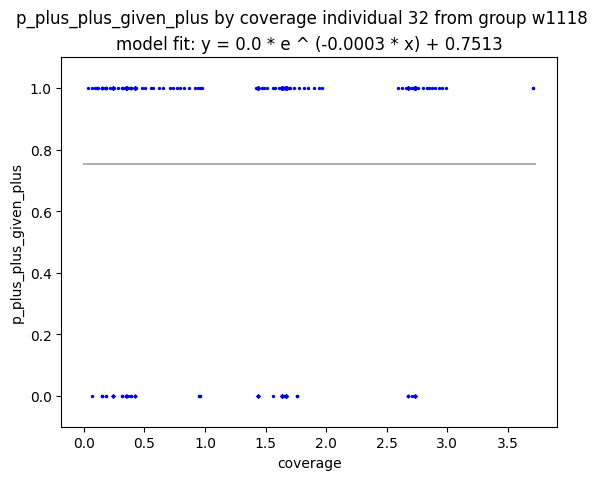 p_plus_plus_given_plus by coverage individual 32 from group w1118
model fit: y = 0.0 * e ^ (-0.0003 * x) + 0.7513
p_plus_plus_given_plus
1.0
0.8
0.6
0.4
0.2
0.0
0.0 0.5 1.0 1.5 2.0 2.5 3.0 3.5
coverage